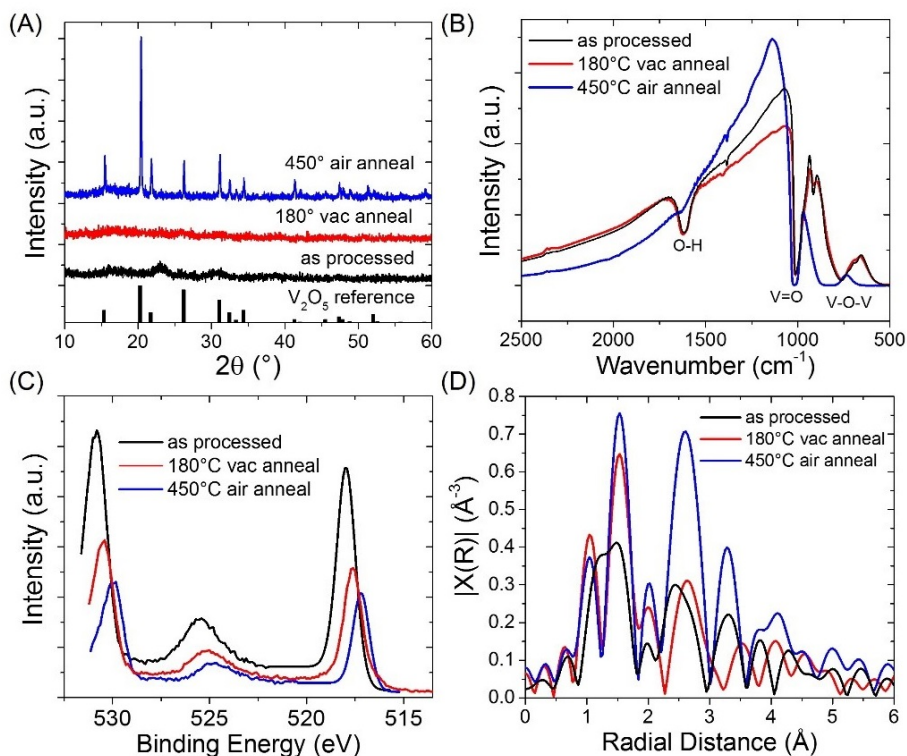 (A)
Intensity (a.u.)
450° air anneal
180° vac anneal
as processed
V₂O₅ reference
10 20 30 40 50 60
2θ (°)
(B)
Intensity (a.u.)
as processed
180°C vac anneal
450°C air anneal
O-H
V=O
V-O-V
2500 2000 1500 1000 500
Wavenumber (cm⁻¹)
(C)
Intensity (a.u.)
as processed
180°C vac anneal
450°C air anneal
530 525 520 515
Binding Energy (eV)
(D)
|X(R)| (Å⁻³)
0.8
0.7
0.6
0.5
0.4
0.3
0.2
0.1
0.0
as processed
180°C vac anneal
450°C air anneal
0 1 2 3 4 5 6
Radial Distance (Å)